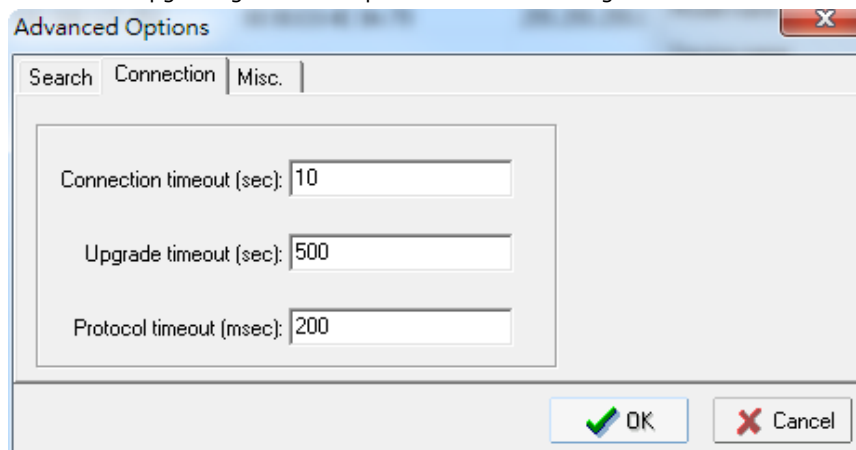 Advanced Options
Search Connection Misc.
Connection timeout (sec): 10
Upgrade timeout (sec): 500
Protocol timeout (msec): 200
OK Cancel